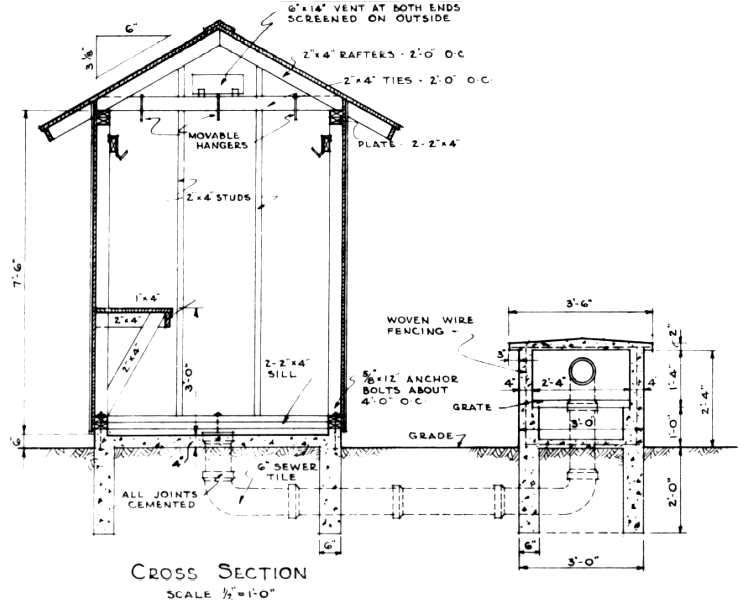 6"x14" VENT AT BOTH ENDS
SCREENED ON OUTSIDE
6"
3 1/8"
2"x4" RAFTERS - 2'-0" O.C.
2"x4" TIES - 2'-0" O.C.
MOVABLE
HANGERS
PLATE - 2-2"x4"
2"x4" STUDS
7'-6"
1"x4"
2"x4"
2"x4"
3'-0"
2-2"x4"
SILL
5/8"x12" ANCHOR
BOLTS ABOUT
4'-0" O.C.
WOVEN WIRE
FENCING -
3'-6"
2"
3"
4"
2'-4"
4
1'-4"
2'-4"
GRATE
3'-0"
1'-0"
GRADE
6"
4"
6" SEWER
TILE
ALL JOINTS
CEMENTED
2'-0"
6"
6"
3'-0"
CROSS SECTION
SCALE 1/2"=1'-0"